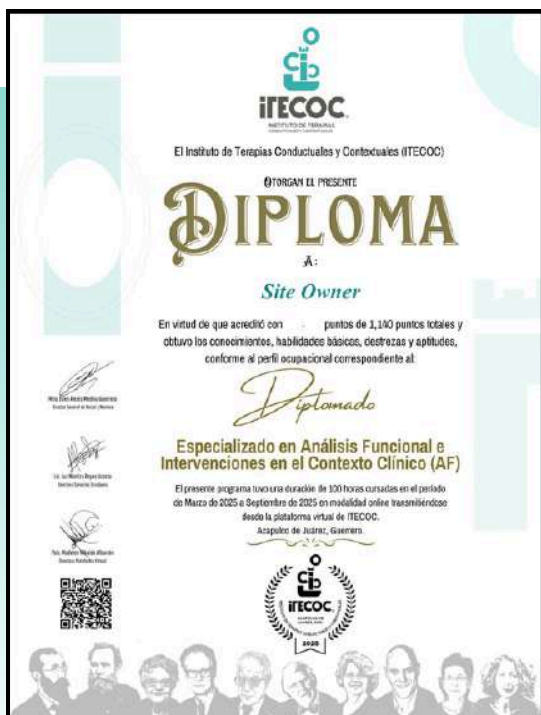 iTECOC
INSTITUTO DE TERAPIAS
El Instituto de Terapias Conductuales y Contextuales (ITECOC)
OTORGAN EL PRESENTE
DIPLOMA
A:
Site Owner
En virtud de que acreditó con puntos de 1,140 puntos totales y
obtuvo los conocimientos, habilidades básicas, destrezas y aptitudes,
conforme al perfil ocupacional correspondiente al:
Diplomado
Especializado en Análisis Funcional e
Intervenciones en el Contexto Clínico (AF)
El presente programa tuvo una duración de 100 horas cursadas en el periodo
de Marzo de 2025 a Septiembre de 2025 en modalidad online transmitiéndose
desde la plataforma virtual de ITECOC.
Acapulco de Juárez, Guerrero.
iTECOC
2025